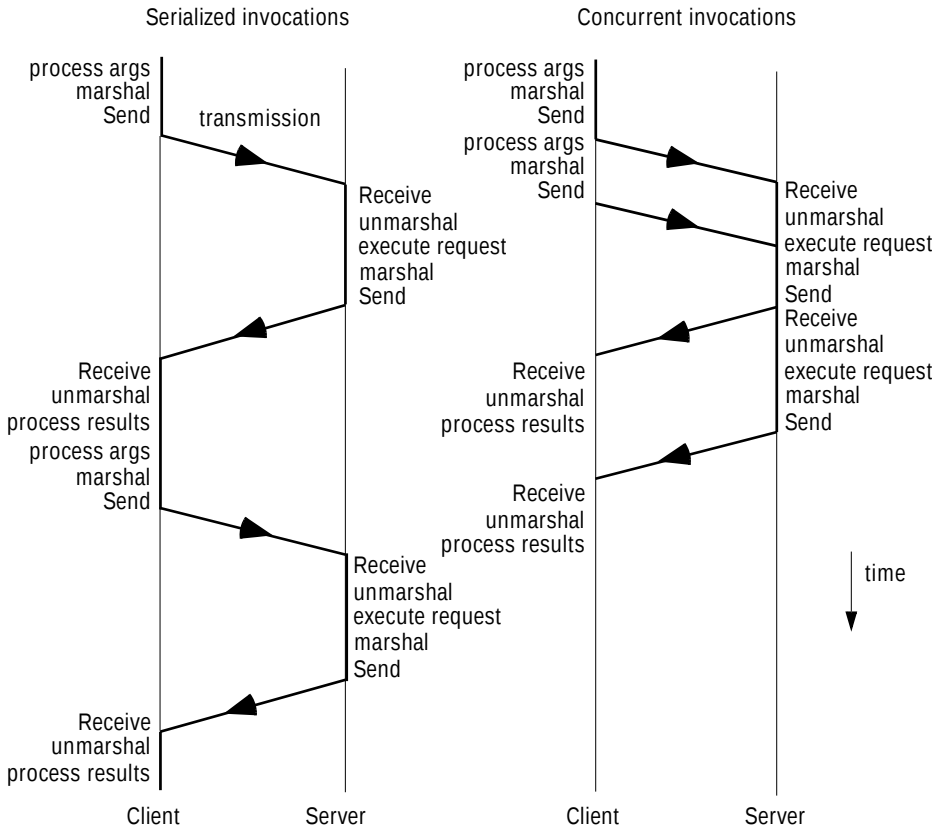 Serialized invocations
process args
marshal
Send
transmission
Receive
unmarshal
execute request
marshal
Send
Receive
unmarshal
process results
process args
marshal
Send
Receive
unmarshal
execute request
marshal
Send
Receive
unmarshal
process results
Client
Server
Concurrent invocations
process args
marshal
Send
process args
marshal
Send
Receive
unmarshal
execute request
marshal
Send
Receive
unmarshal
execute request
marshal
Send
Receive
unmarshal
process results
Receive
unmarshal
process results
time
Client
Server